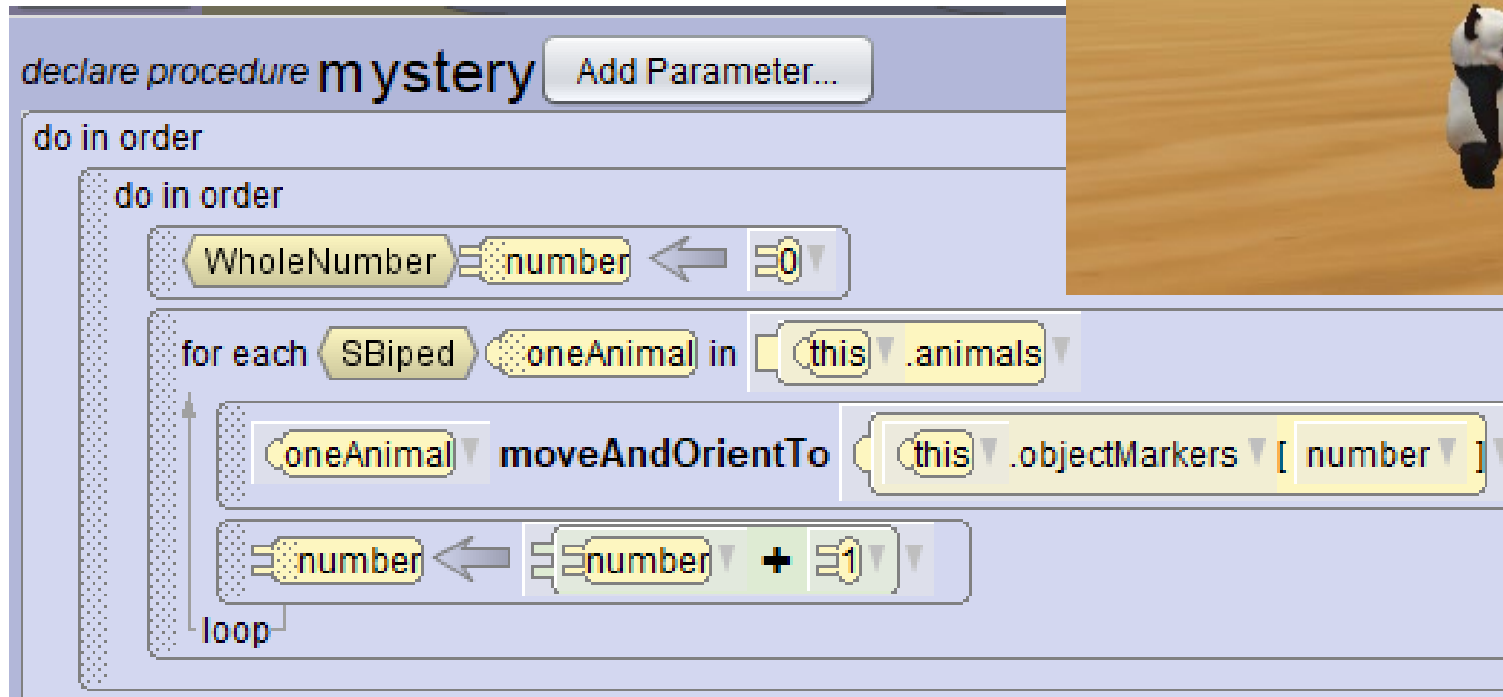 declare procedure mystery Add Parameter...
do in order
do in order
WholeNumber number 0
for each SBiped oneAnimal in this .animals
oneAnimal moveAndOrientTo this .objectMarkers [ number ]
number number + 1
loop